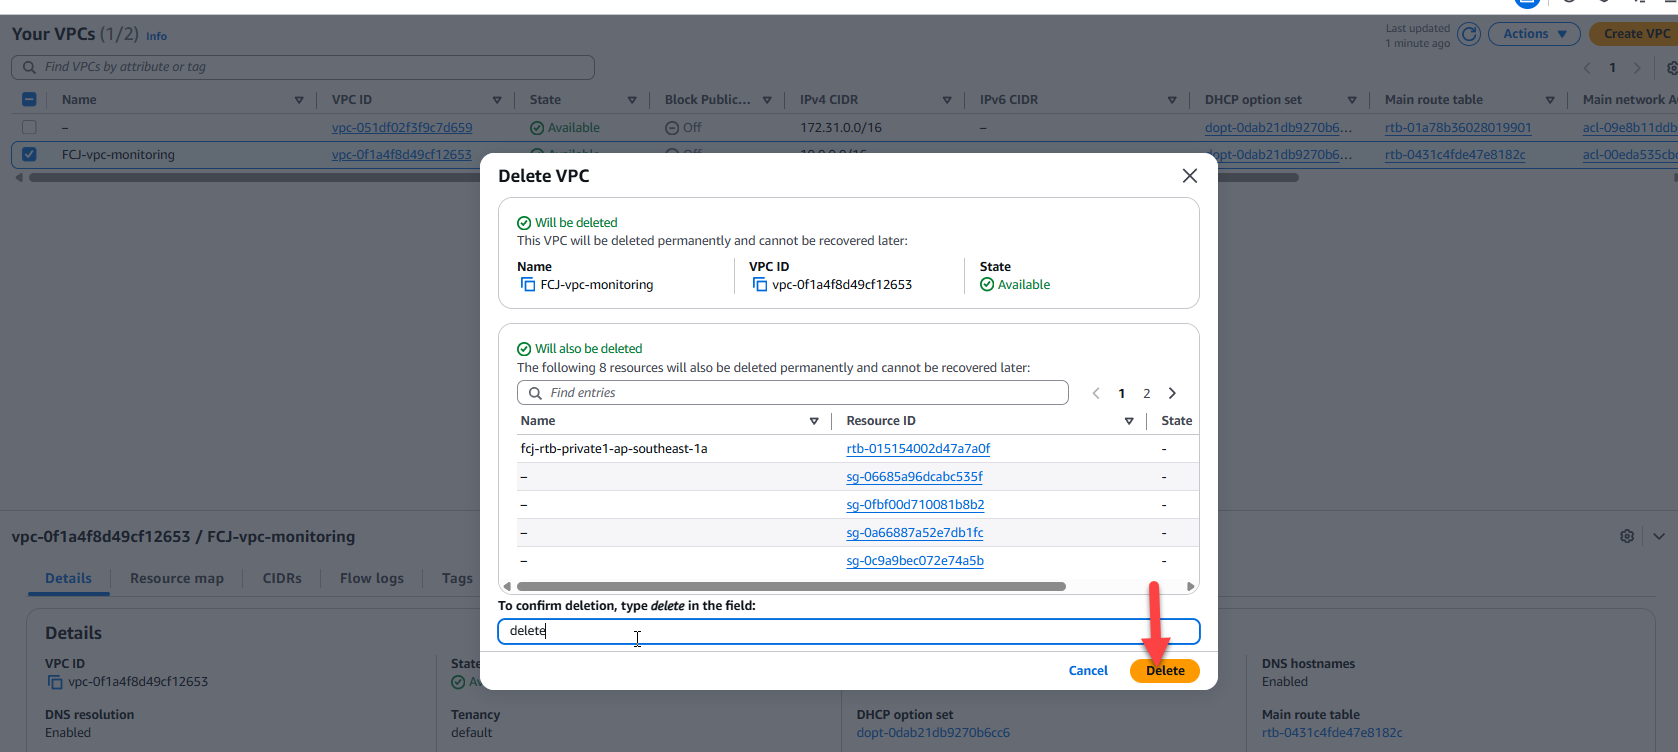 Your VPCs (1/2) Info
Last updated
1 minute ago
Actions
Create VPC
Find VPCs by attribute or tag
1
Name VPC ID State Block Public... IPv4 CIDR IPv6 CIDR DHCP option set Main route table Main network A
– vpc-051df02f3f9c7d659 Available Off 172.31.0.0/16 – dopt-0dab21db9270b6... rtb-01a78b36028019901 acl-09e8b11ddb
FCJ-vpc-monitoring vpc-0f1a4f8d49cf12653 dopt-0dab21db9270b6... rtb-0431c4fde47e8182c acl-00eda535cbc
Delete VPC
Will be deleted
This VPC will be deleted permanently and cannot be recovered later:
Name VPC ID State
FCJ-vpc-monitoring vpc-0f1a4f8d49cf12653 Available
Will also be deleted
The following 8 resources will also be deleted permanently and cannot be recovered later:
Find entries 1 2
Name Resource ID State
fcj-rtb-private1-ap-southeast-1a rtb-015154002d47a7a0f -
– sg-06685a96dcabc535f -
– sg-0fbf00d710081b8b2 -
– sg-0a66887a52e7db1fc -
– sg-0c9a9bec072e74a5b -
To confirm deletion, type delete in the field:
delete
Cancel Delete
vpc-0f1a4f8d49cf12653 / FCJ-vpc-monitoring
Details Resource map CIDRs Flow logs Tags
Details
VPC ID
vpc-0f1a4f8d49cf12653
State
DNS hostnames
Enabled
DNS resolution
Enabled
Tenancy
default
DHCP option set
dopt-0dab21db9270b6cc6
Main route table
rtb-0431c4fde47e8182c